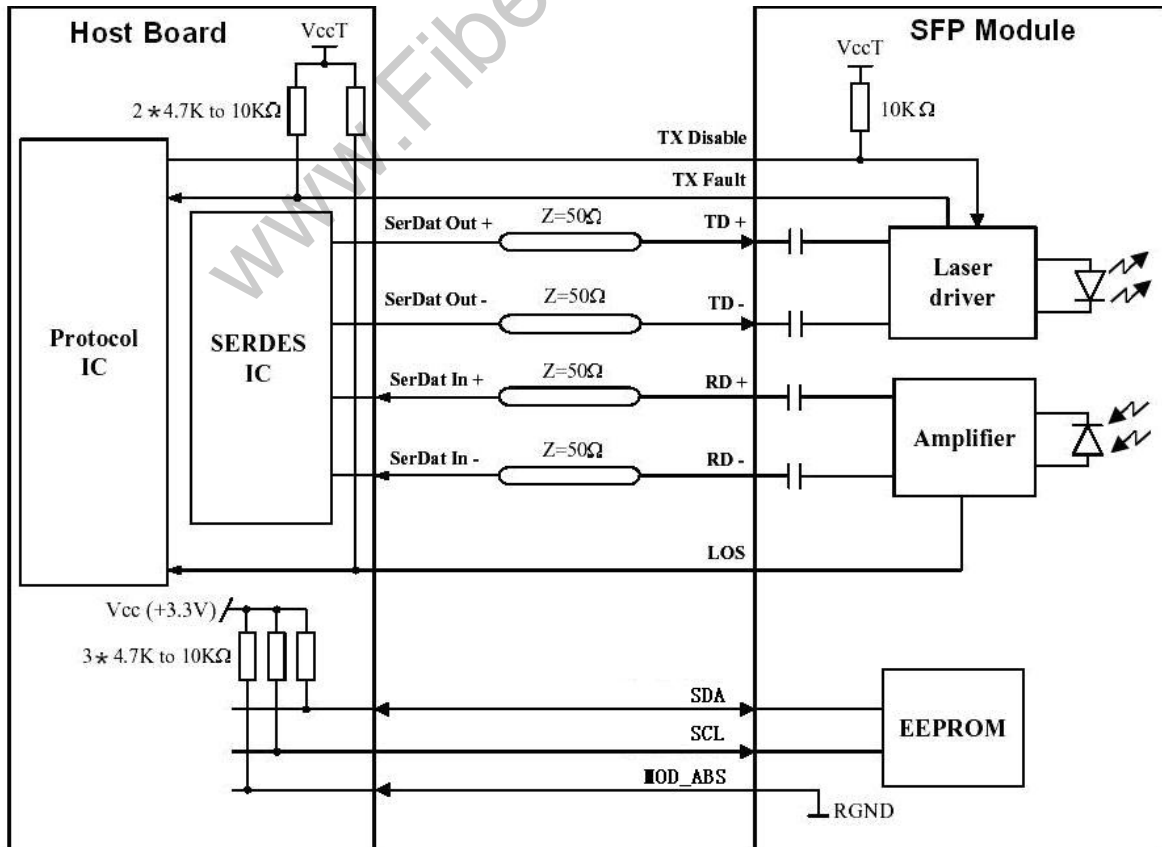 Host Board
VccT
SFP Module
VccT
2*4.7K to 10KΩ
10K Ω
TX Disable
TX Fault
SerDat Out +
Z=50Ω
TD +
Laser
driver
SerDat Out -
Z=50Ω
TD -
Protocol
IC
SERDES
IC
SerDat In +
Z=50Ω
RD +
Amplifier
SerDat In -
Z=50Ω
RD -
LOS
Vcc (+3.3V)
3*4.7K to 10KΩ
SDA
SCL
EEPROM
MOD_ABS
RGND
www.Fibe